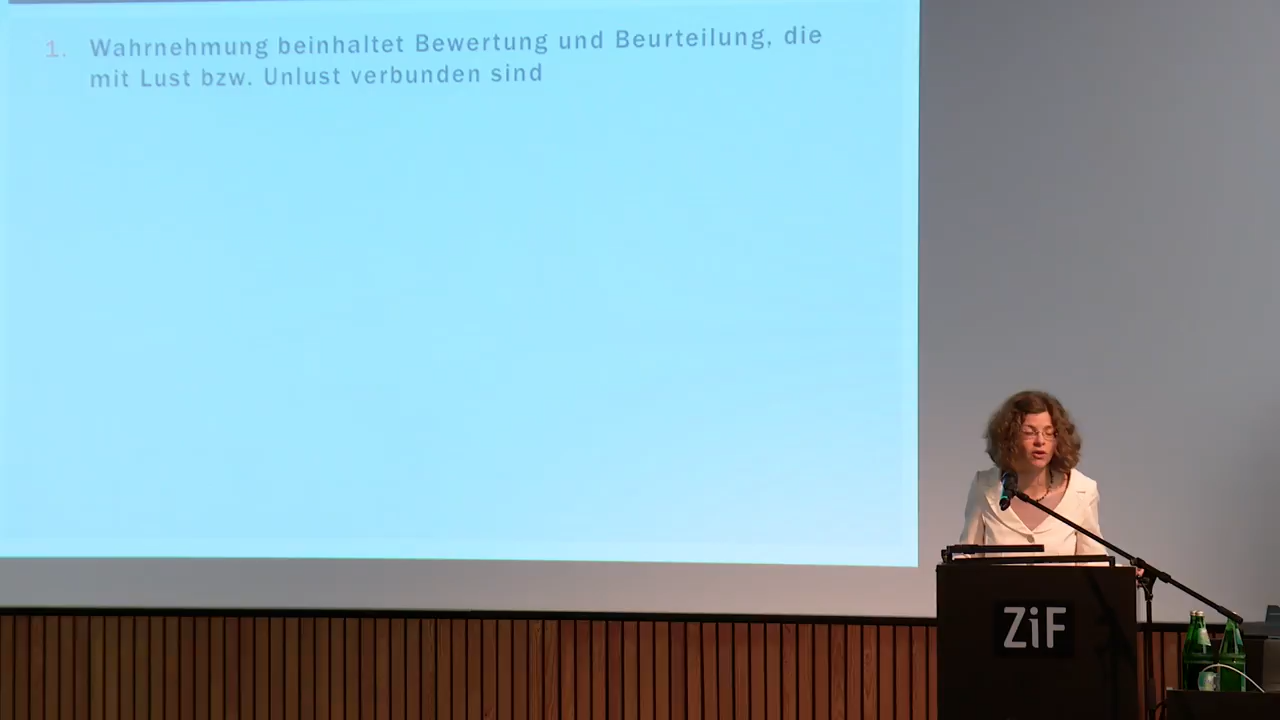 1. Wahrnehmung beinhaltet Bewertung und Beurteilung, die
mit Lust bzw. Unlust verbunden sind
ZiF